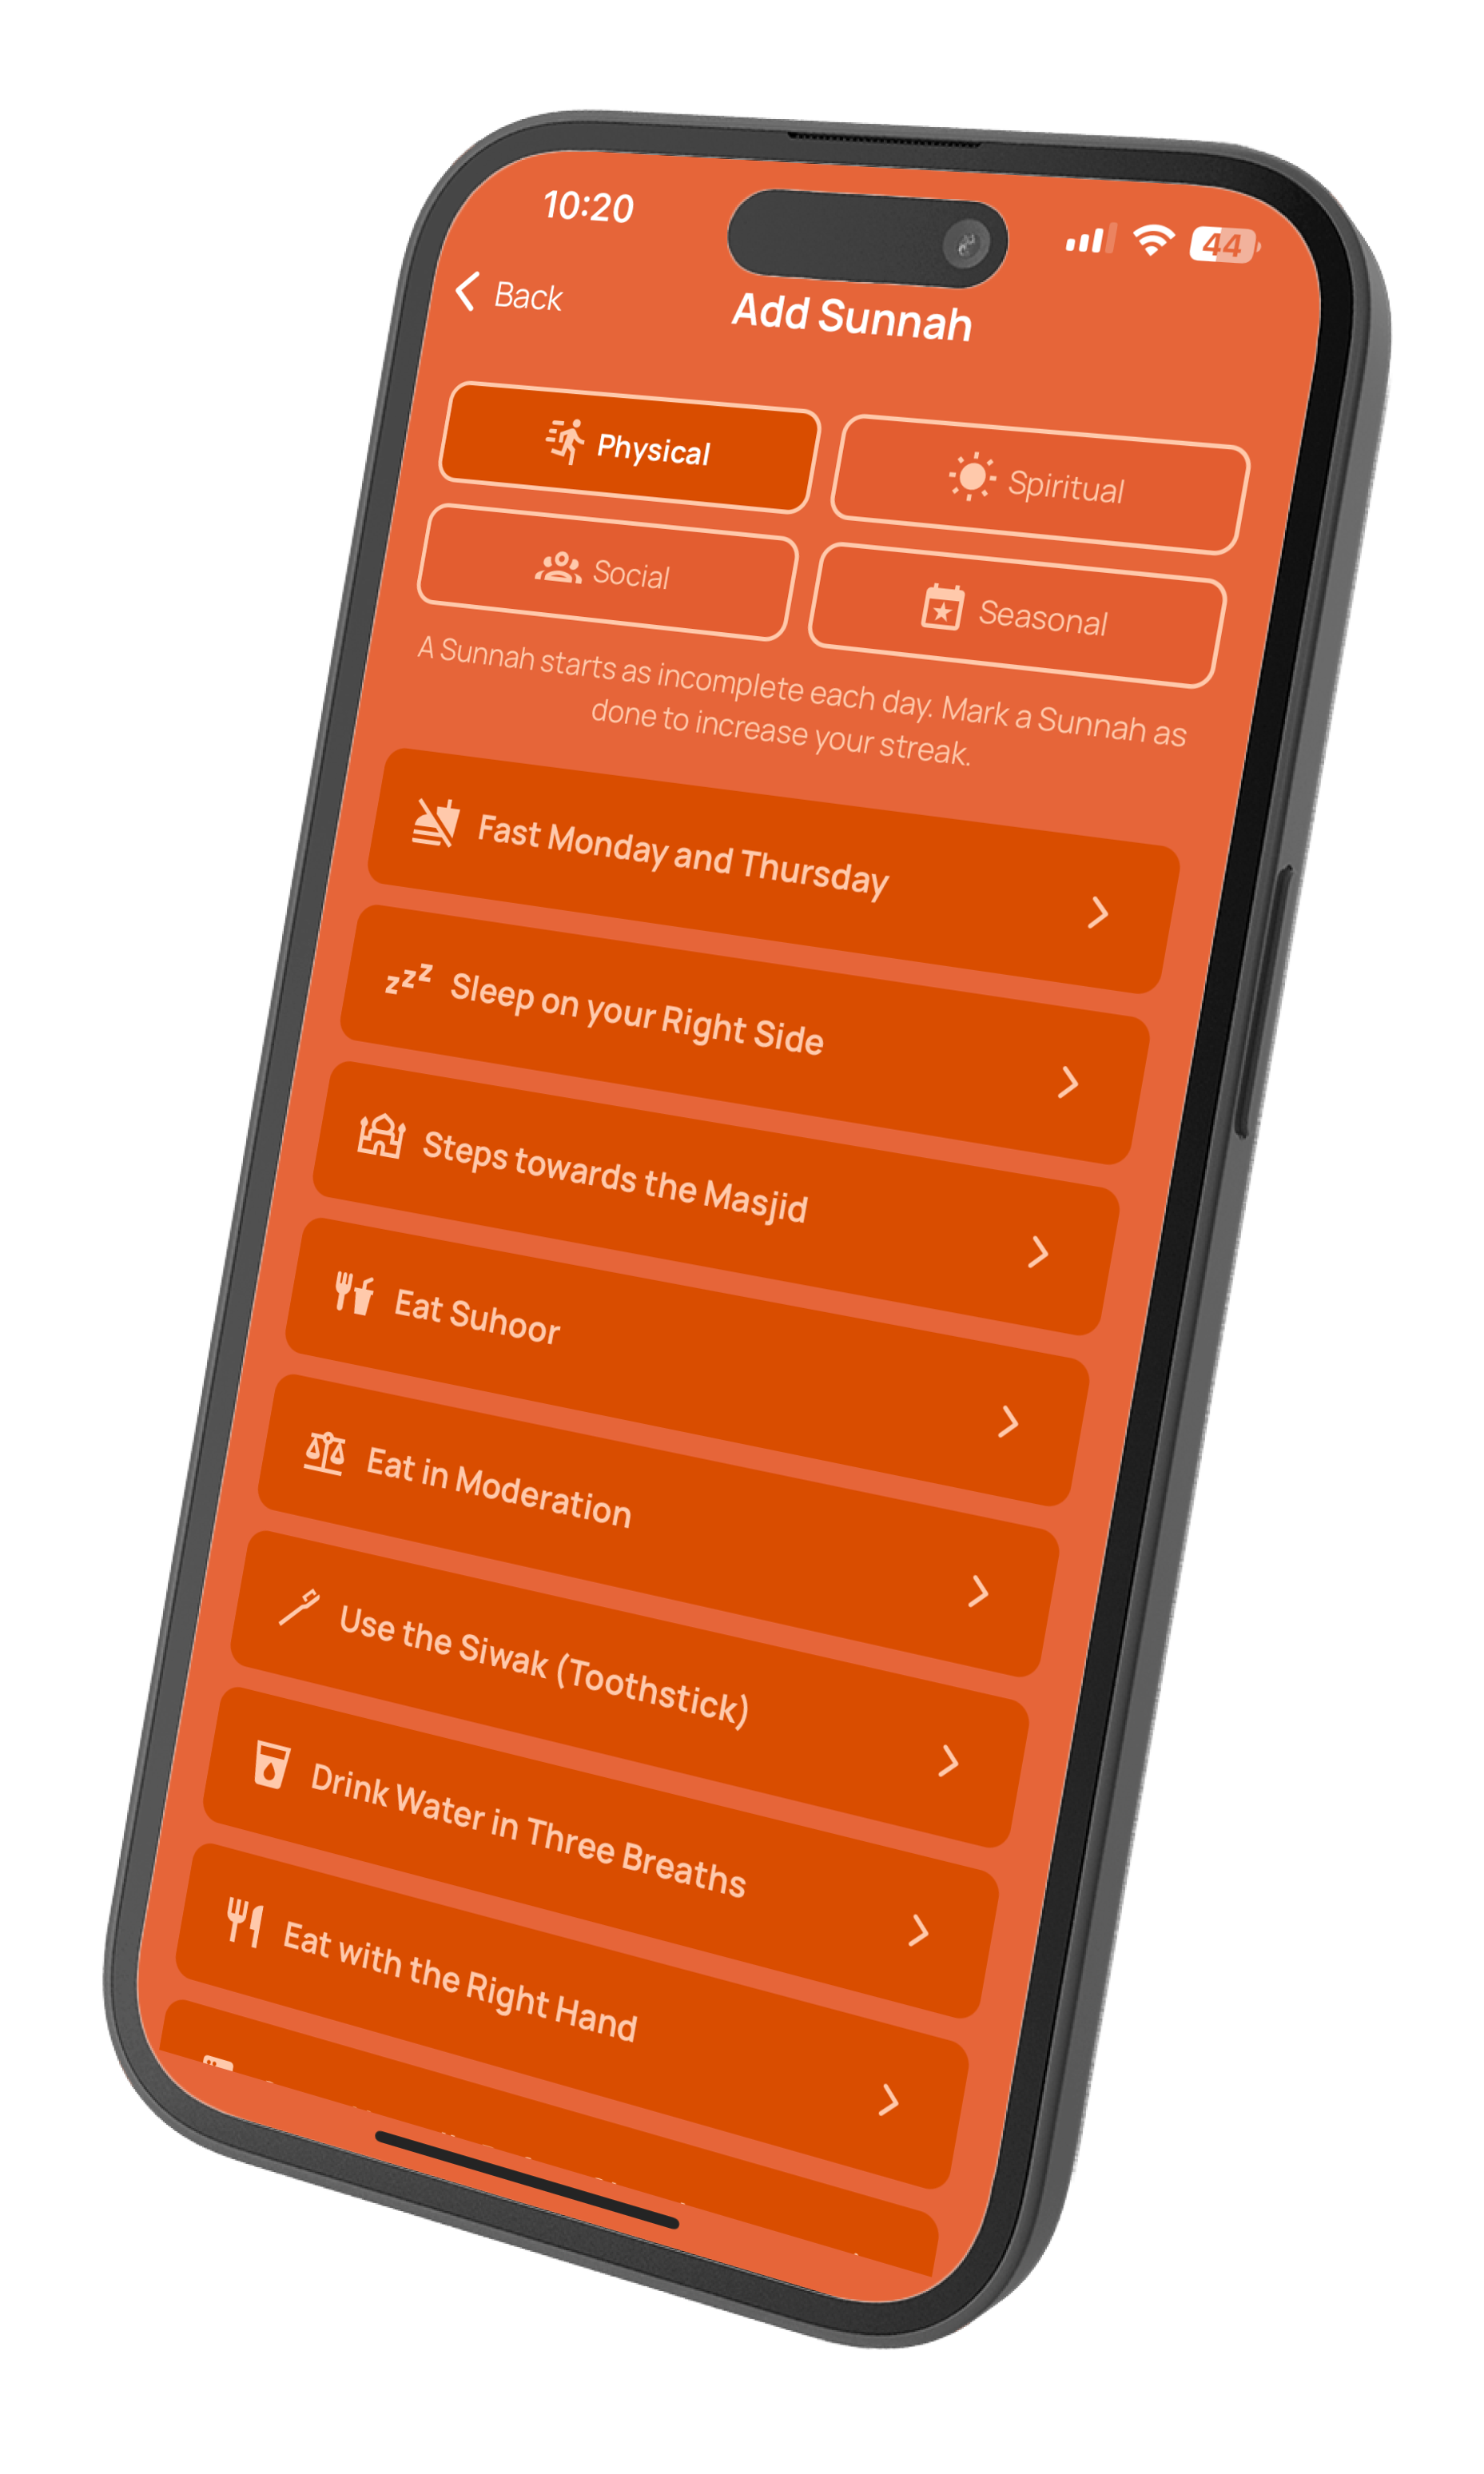 10:20
44
Back
Add Sunnah
Physical
Spiritual
Social
Seasonal
A Sunnah starts as incomplete each day. Mark a Sunnah as
done to increase your streak.
Fast Monday and Thursday
zzz
Sleep on your Right Side
Steps towards the Masjid
Eat Suhoor
Eat in Moderation
Use the Siwak (Toothstick)
Drink Water in Three Breaths
Eat with the Right Hand